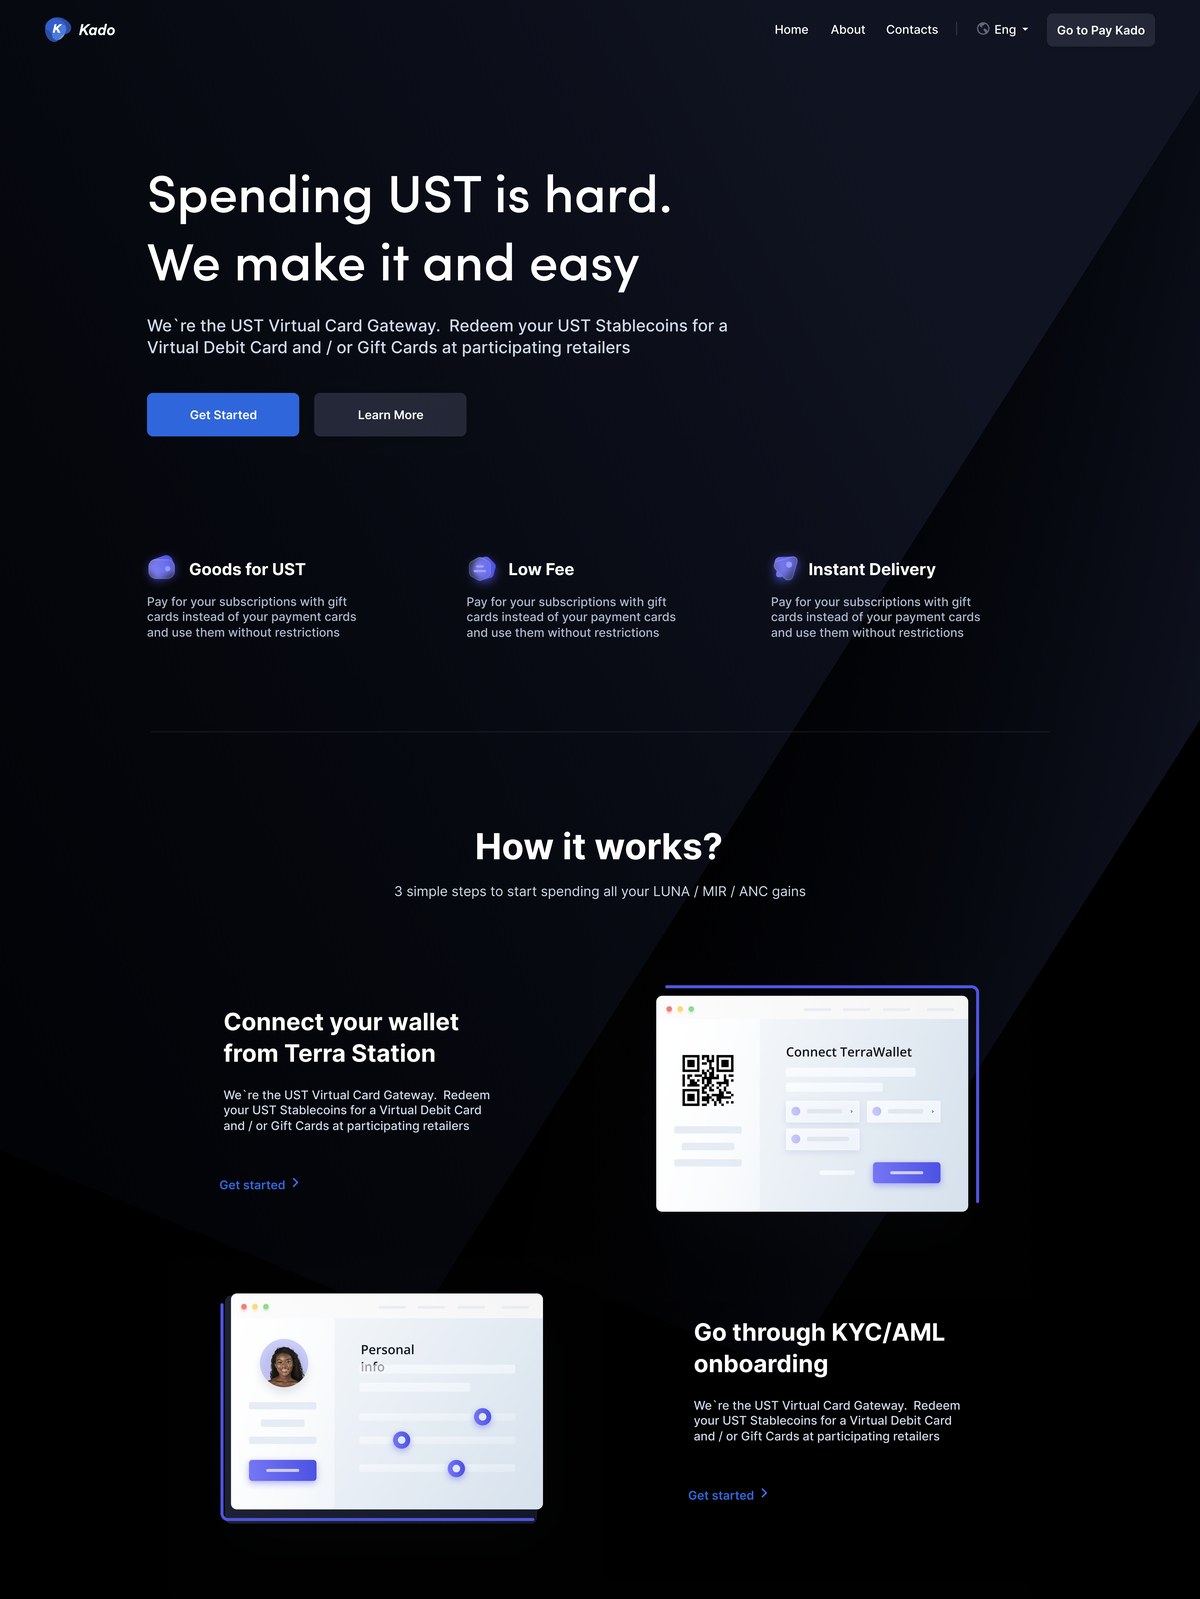 K Kado
Home About Contacts Eng Go to Pay Kado
Spending UST is hard.
We make it and easy
We`re the UST Virtual Card Gateway. Redeem your UST Stablecoins for a
Virtual Debit Card and / or Gift Cards at participating retailers
Get Started Learn More
Goods for UST
Pay for your subscriptions with gift
cards instead of your payment cards
and use them without restrictions
Low Fee
Pay for your subscriptions with gift
cards instead of your payment cards
and use them without restrictions
Instant Delivery
Pay for your subscriptions with gift
cards instead of your payment cards
and use them without restrictions
How it works?
3 simple steps to start spending all your LUNA / MIR / ANC gains
Connect your wallet
from Terra Station
We`re the UST Virtual Card Gateway. Redeem
your UST Stablecoins for a Virtual Debit Card
and / or Gift Cards at participating retailers
Get started
Connect TerraWallet
Personal
info
Go through KYC/AML
onboarding
We`re the UST Virtual Card Gateway. Redeem
your UST Stablecoins for a Virtual Debit Card
and / or Gift Cards at participating retailers
Get started